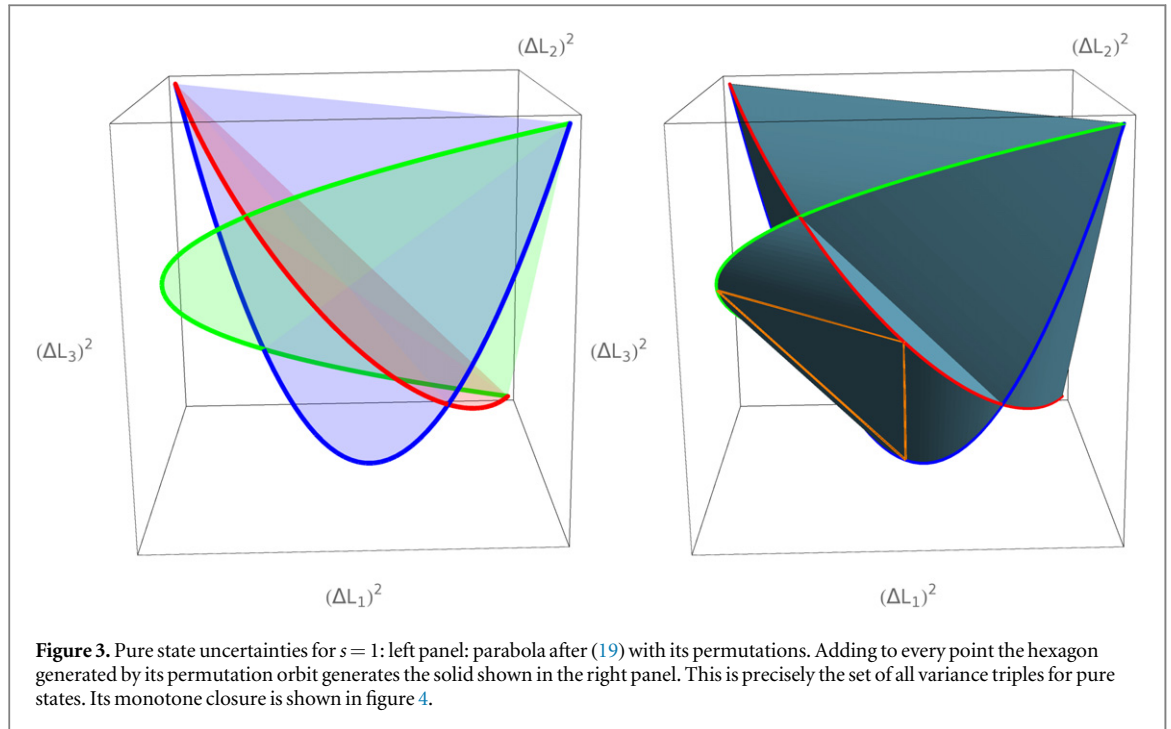 (ΔL₂)²
(ΔL₂)²
(ΔL₃)²
(ΔL₃)²
(ΔL₁)²
(ΔL₁)²
Figure 3. Pure state uncertainties for s = 1: left panel: parabola after (19) with its permutations. Adding to every point the hexagon
generated by its permutation orbit generates the solid shown in the right panel. This is precisely the set of all variance triples for pure
states. Its monotone closure is shown in figure 4.